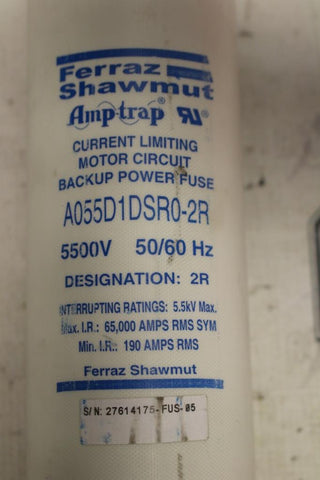 Ferraz
Shawmut
Amp-trap® UR
CURRENT LIMITING
MOTOR CIRCUIT
BACKUP POWER FUSE
A055D1DSR0-2R
5500V 50/60 Hz
DESIGNATION: 2R
INTERRUPTING RATINGS: 5.5kV Max.
Max. I.R.: 65,000 AMPS RMS SYM
Min. I.R.: 190 AMPS RMS
Ferraz Shawmut
S/N: 27614175-FUS-05